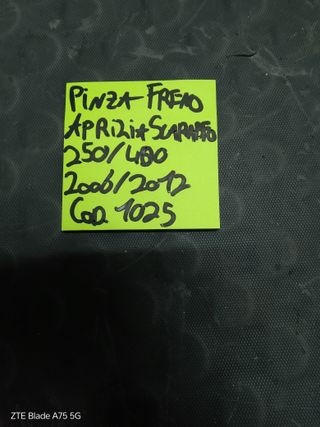 PiNZA FRENO
APRiLiA SCARABEO
250/400
2006/2012
COD. 1025
ZTE Blade A75 5G